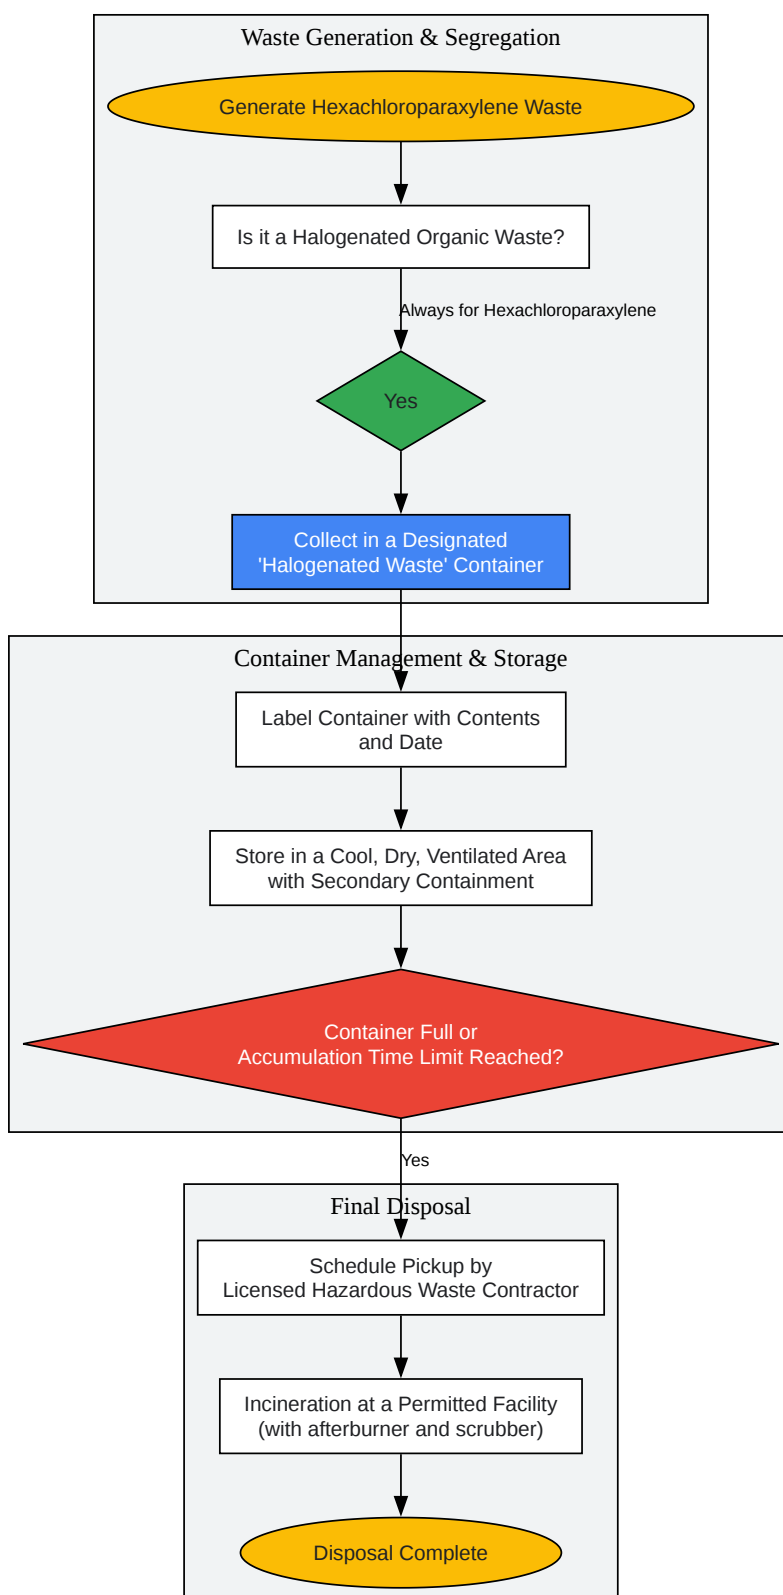 Waste Generation & Segregation
Generate Hexachloroparaxylene Waste
Is it a Halogenated Organic Waste?
Always for Hexachloroparaxylene
Yes
Collect in a Designated
'Halogenated Waste' Container
Container Management & Storage
Label Container with Contents
and Date
Store in a Cool, Dry, Ventilated Area
with Secondary Containment
Container Full or
Accumulation Time Limit Reached?
Yes
Final Disposal
Schedule Pickup by
Licensed Hazardous Waste Contractor
Incineration at a Permitted Facility
(with afterburner and scrubber)
Disposal Complete